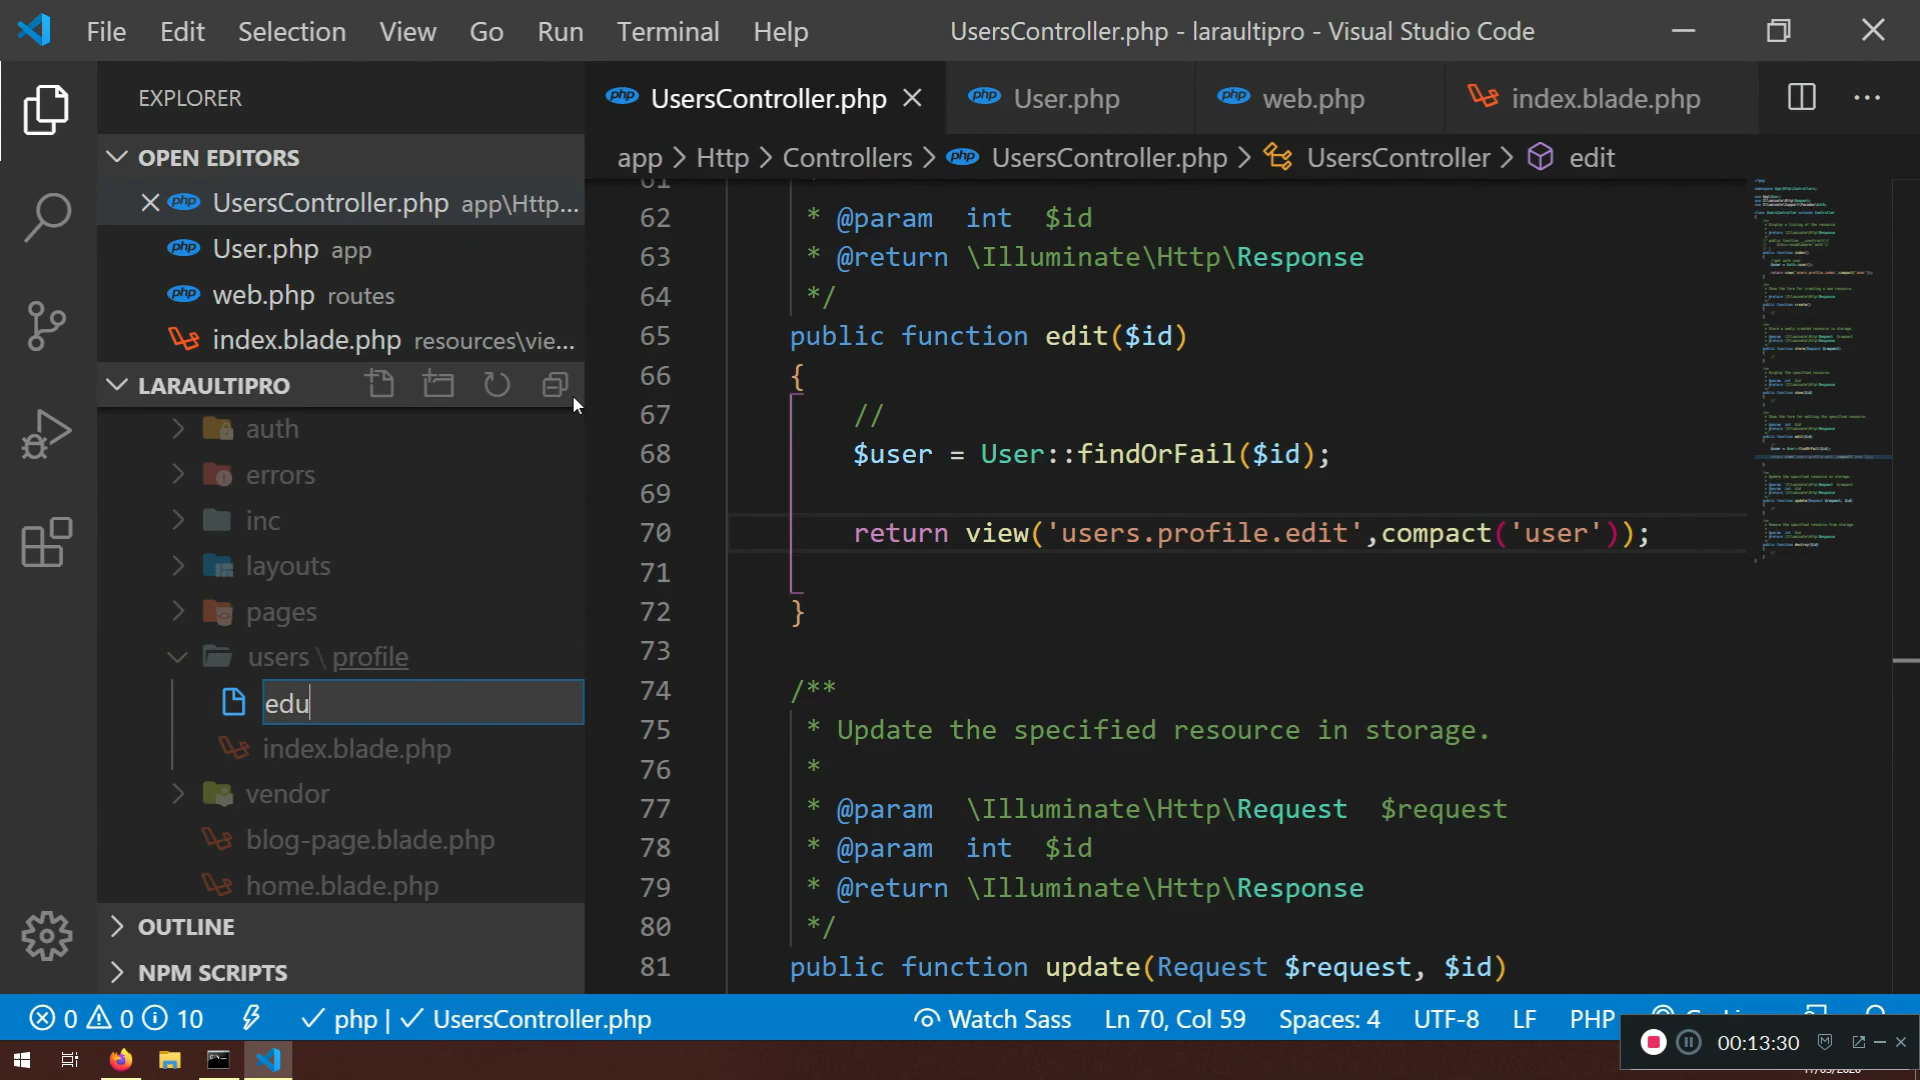 File Edit Selection View Go Run Terminal Help UsersController.php - laraultipro - Visual Studio Code
EXPLORER
UsersController.php User.php web.php index.blade.php
OPEN EDITORS
app > Http > Controllers > UsersController.php > UsersController > edit
UsersController.php app\Http...
User.php app
web.php routes
index.blade.php resources\vie...
LARAULTIPRO
auth
errors
inc
layouts
pages
users \ profile
edu
index.blade.php
vendor
blog-page.blade.php
home.blade.php
OUTLINE
NPM SCRIPTS
61
62 * @param int $id
63 * @return \Illuminate\Http\Response
64 */
65 public function edit($id)
66 {
67 //
68 $user = User::findOrFail($id);
69
70 return view('users.profile.edit',compact('user'));
71
72 }
73
74 /**
75 * Update the specified resource in storage.
76 *
77 * @param \Illuminate\Http\Request $request
78 * @param int $id
79 * @return \Illuminate\Http\Response
80 */
81 public function update(Request $request, $id)
0 0 10 php | UsersController.php Watch Sass Ln 70, Col 59 Spaces: 4 UTF-8 LF PHP
00:13:30